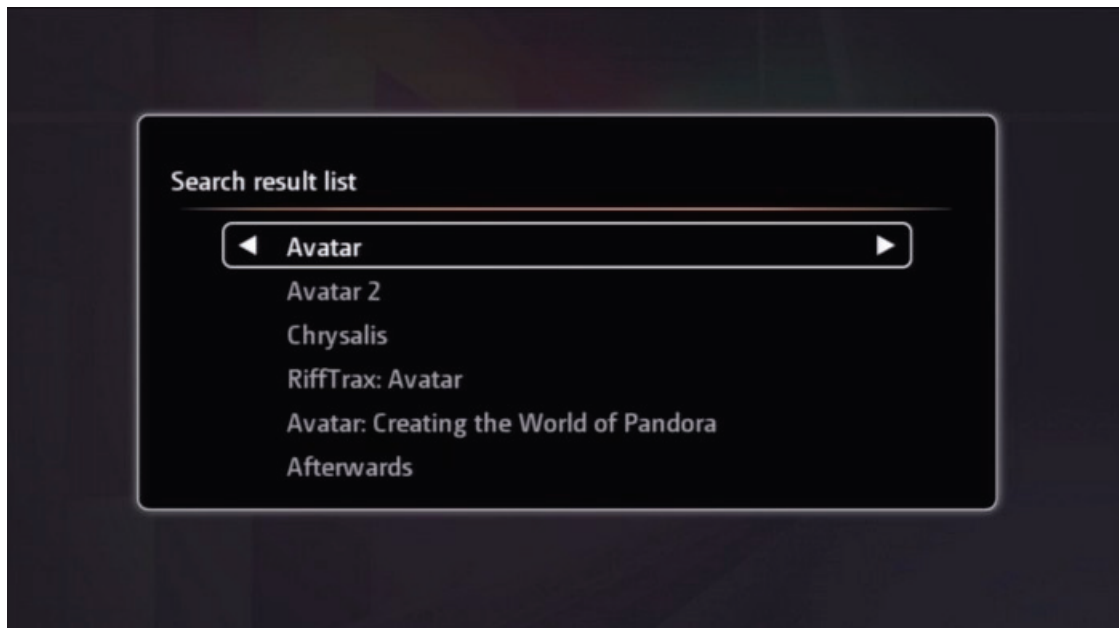 Search result list
Avatar
Avatar 2
Chrysalis
RiffTrax: Avatar
Avatar: Creating the World of Pandora
Afterwards